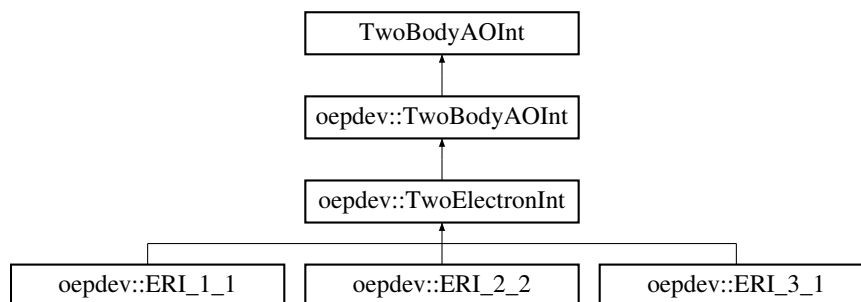 TwoBodyAOInt
oepdev::TwoBodyAOInt
oepdev::TwoElectronInt
oepdev::ERI_1_1 oepdev::ERI_2_2 oepdev::ERI_3_1